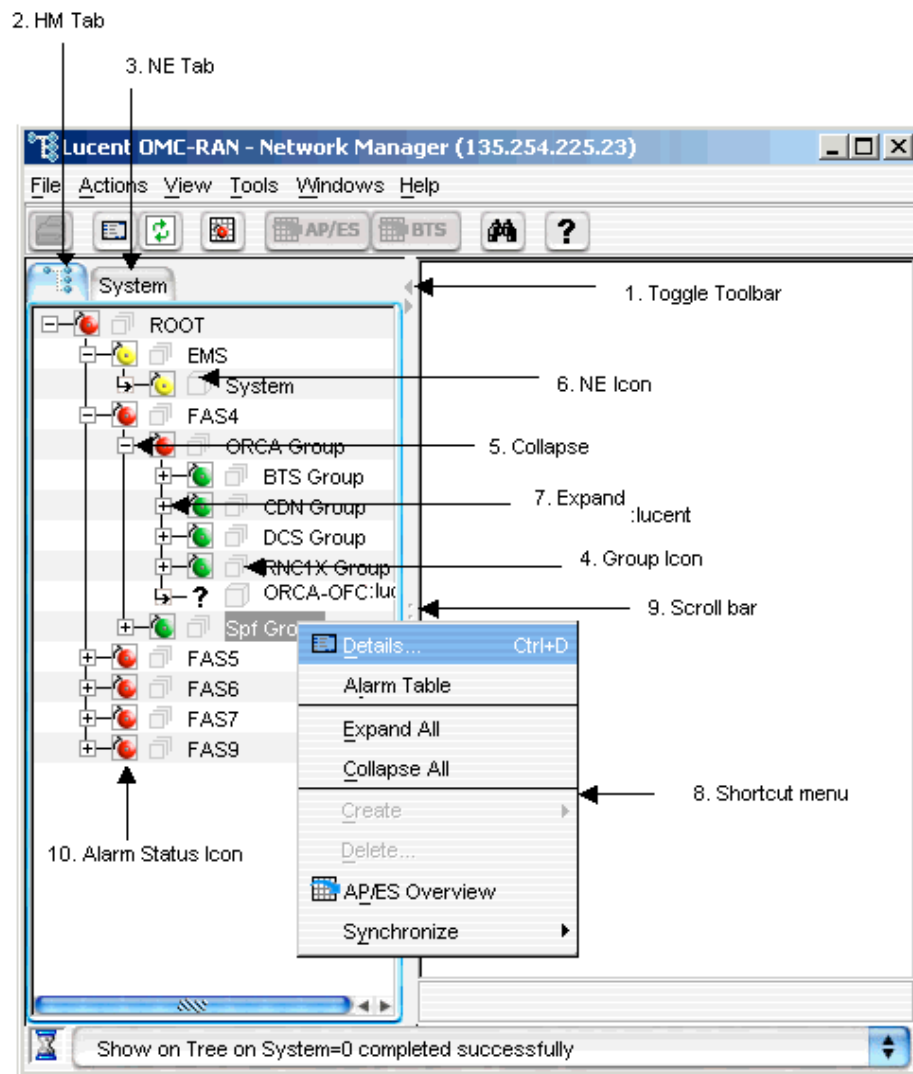 2. HM Tab
3. NE Tab
Lucent OMC-RAN - Network Manager (135.254.225.23)
File Actions View Tools Windows Help
AP/ES BTS ?
System
1. Toggle Toolbar
ROOT
EMS
System
6. NE Icon
FAS4
ORCA Group
5. Collapse
BTS Group
7. Expand
CDN Group
:lucent
DCS Group
RNC1X Group
4. Group Icon
? ORCA-OFC:luc
9. Scroll bar
Spf Gro
Details... Ctrl+D
FAS5
Alarm Table
FAS6
FAS7
Expand All
FAS9
Collapse All
8. Shortcut menu
Create
10. Alarm Status Icon
Delete...
AP/ES Overview
Synchronize
Show on Tree on System=0 completed successfully